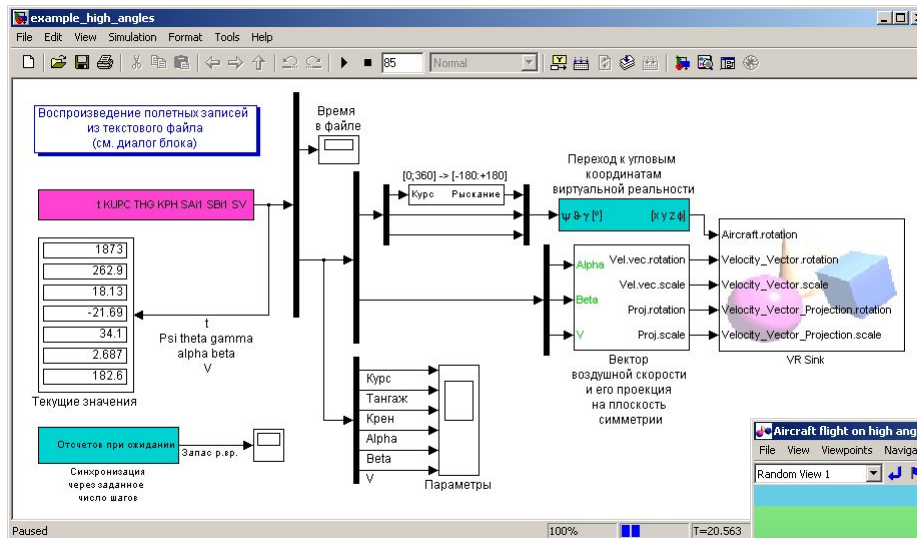 example_high_angles
File Edit View Simulation Format Tools Help
85
Normal
Воспроизведение полетных записей
из текстового файла
(см. диалог блока)
Время
в файле
t КУРС THG КРН SAi1 SBi1 SV
1873
262.9
18.13
-21.69
34.1
2.687
182.6
Текущие значения
t
Psi theta gamma
alpha beta
V
[0;360] -> [-180:+180]
Курс Рыскание
Переход к угловым
координатам
виртуальной реальности
ψ ϑ γ [°] [x y z ϕ]
Alpha
Beta
V
Vel.vec.rotation
Vel.vec.scale
Proj.rotation
Proj.scale
Вектор
воздушной скорости
и его проекция
на плоскость
симметрии
Aircraft.rotation
Velocity_Vector.rotation
Velocity_Vector.scale
Velocity_Vector_Projection.rotation
Velocity_Vector_Projection.scale
VR Sink
Курс
Тангаж
Крен
Alpha
Beta
V
Параметры
Отсчетов при ожидании
Запас р.вр.
Синхронизация
через заданное
число шагов
Aircraft flight on high ang
File View Viewpoints Naviga
Random View 1
Paused
100%
T=20.563